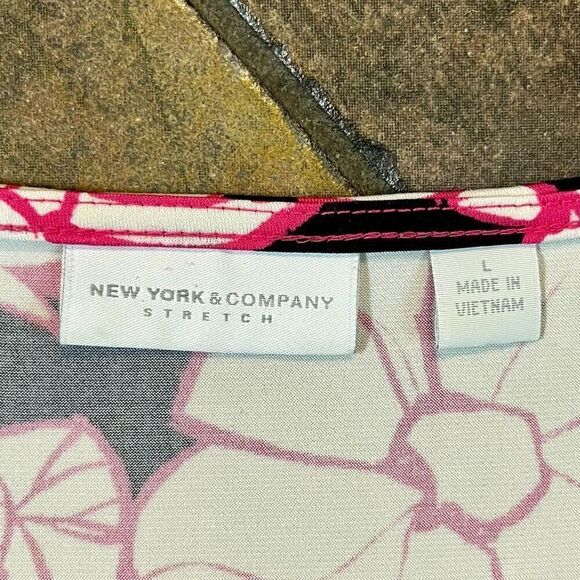 NEW YORK & COMPANY
STRETCH
L
MADE IN
VIETNAM